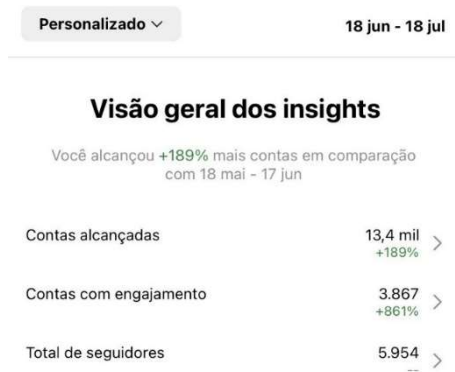 Personalizado
18 jun - 18 jul
Visão geral dos insights
Você alcançou +189% mais contas em comparação
com 18 mai - 17 jun
Contas alcançadas
13,4 mil
+189%
Contas com engajamento
3.867
+861%
Total de seguidores
5.954